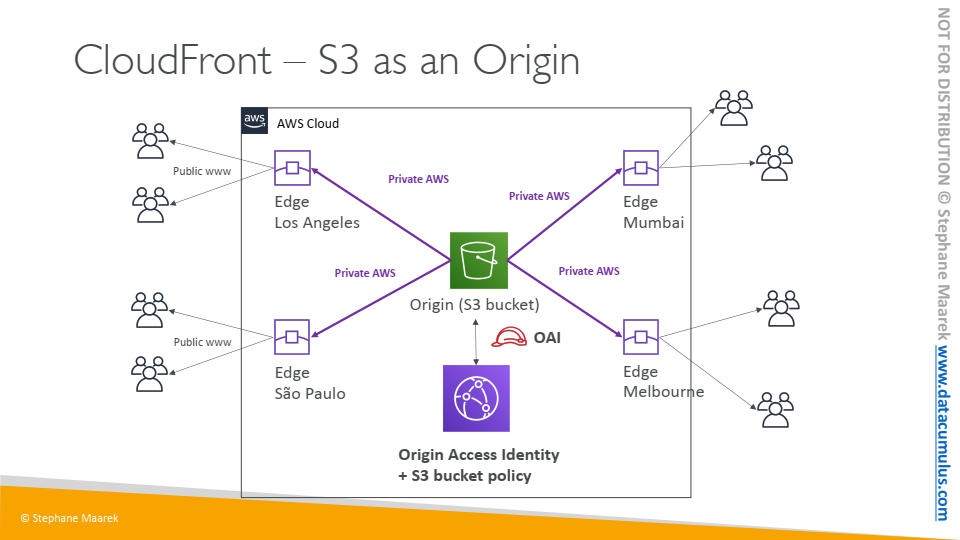 CloudFront – S3 as an Origin
aws
AWS Cloud
Public www
Edge
Los Angeles
Private AWS
Private AWS
Edge
Mumbai
Private AWS
Private AWS
Origin (S3 bucket)
OAI
Public www
Edge
São Paulo
Edge
Melbourne
Origin Access Identity
+ S3 bucket policy
© Stephane Maarek
NOT FOR DISTRIBUTION © Stephane Maarek www.datacumulus.com